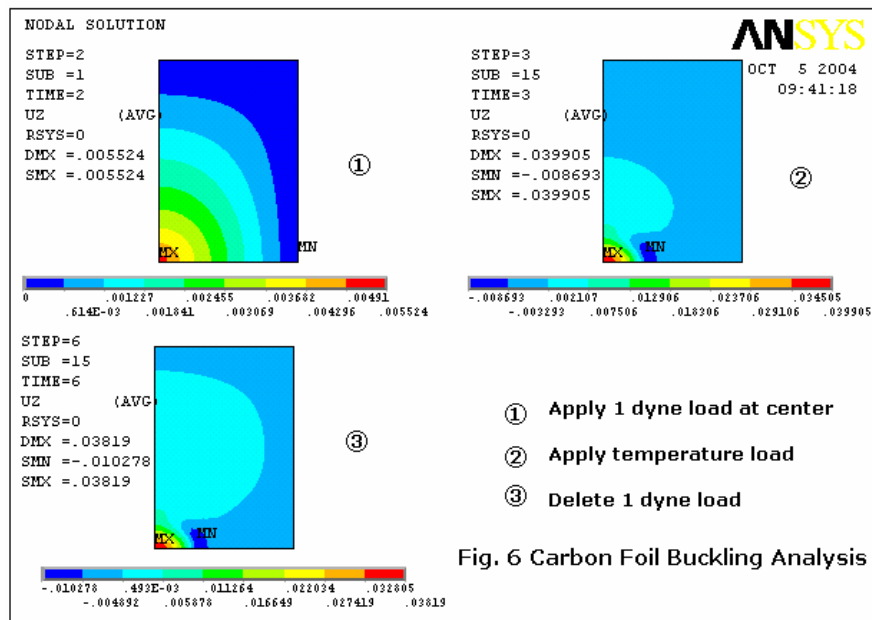 NODAL SOLUTION
STEP=2
SUB =1
TIME=2
UZ (AVG)
RSYS=0
DMX =.005524
SMX =.005524
①
MX
MN
0 .001227 .002455 .003682 .00491
.614E-03 .001841 .003069 .004296 .005524
ANSYS
OCT 5 2004
09:41:18
STEP=3
SUB =15
TIME=3
UZ (AVG)
RSYS=0
DMX =.039905
SMN =-.008693
SMX =.039905
②
MX
MN
-.008693 .002107 .012906 .023706 .034505
-.003293 .007506 .018306 .029106 .039905
STEP=6
SUB =15
TIME=6
UZ (AVG)
RSYS=0
DMX =.03819
SMN =-.010278
SMX =.03819
③
MX
MN
-.010278 .493E-03 .011264 .022034 .032805
-.004892 .005878 .016649 .027419 .03819
① Apply 1 dyne load at center
② Apply temperature load
③ Delete 1 dyne load
Fig. 6 Carbon Foil Buckling Analysis